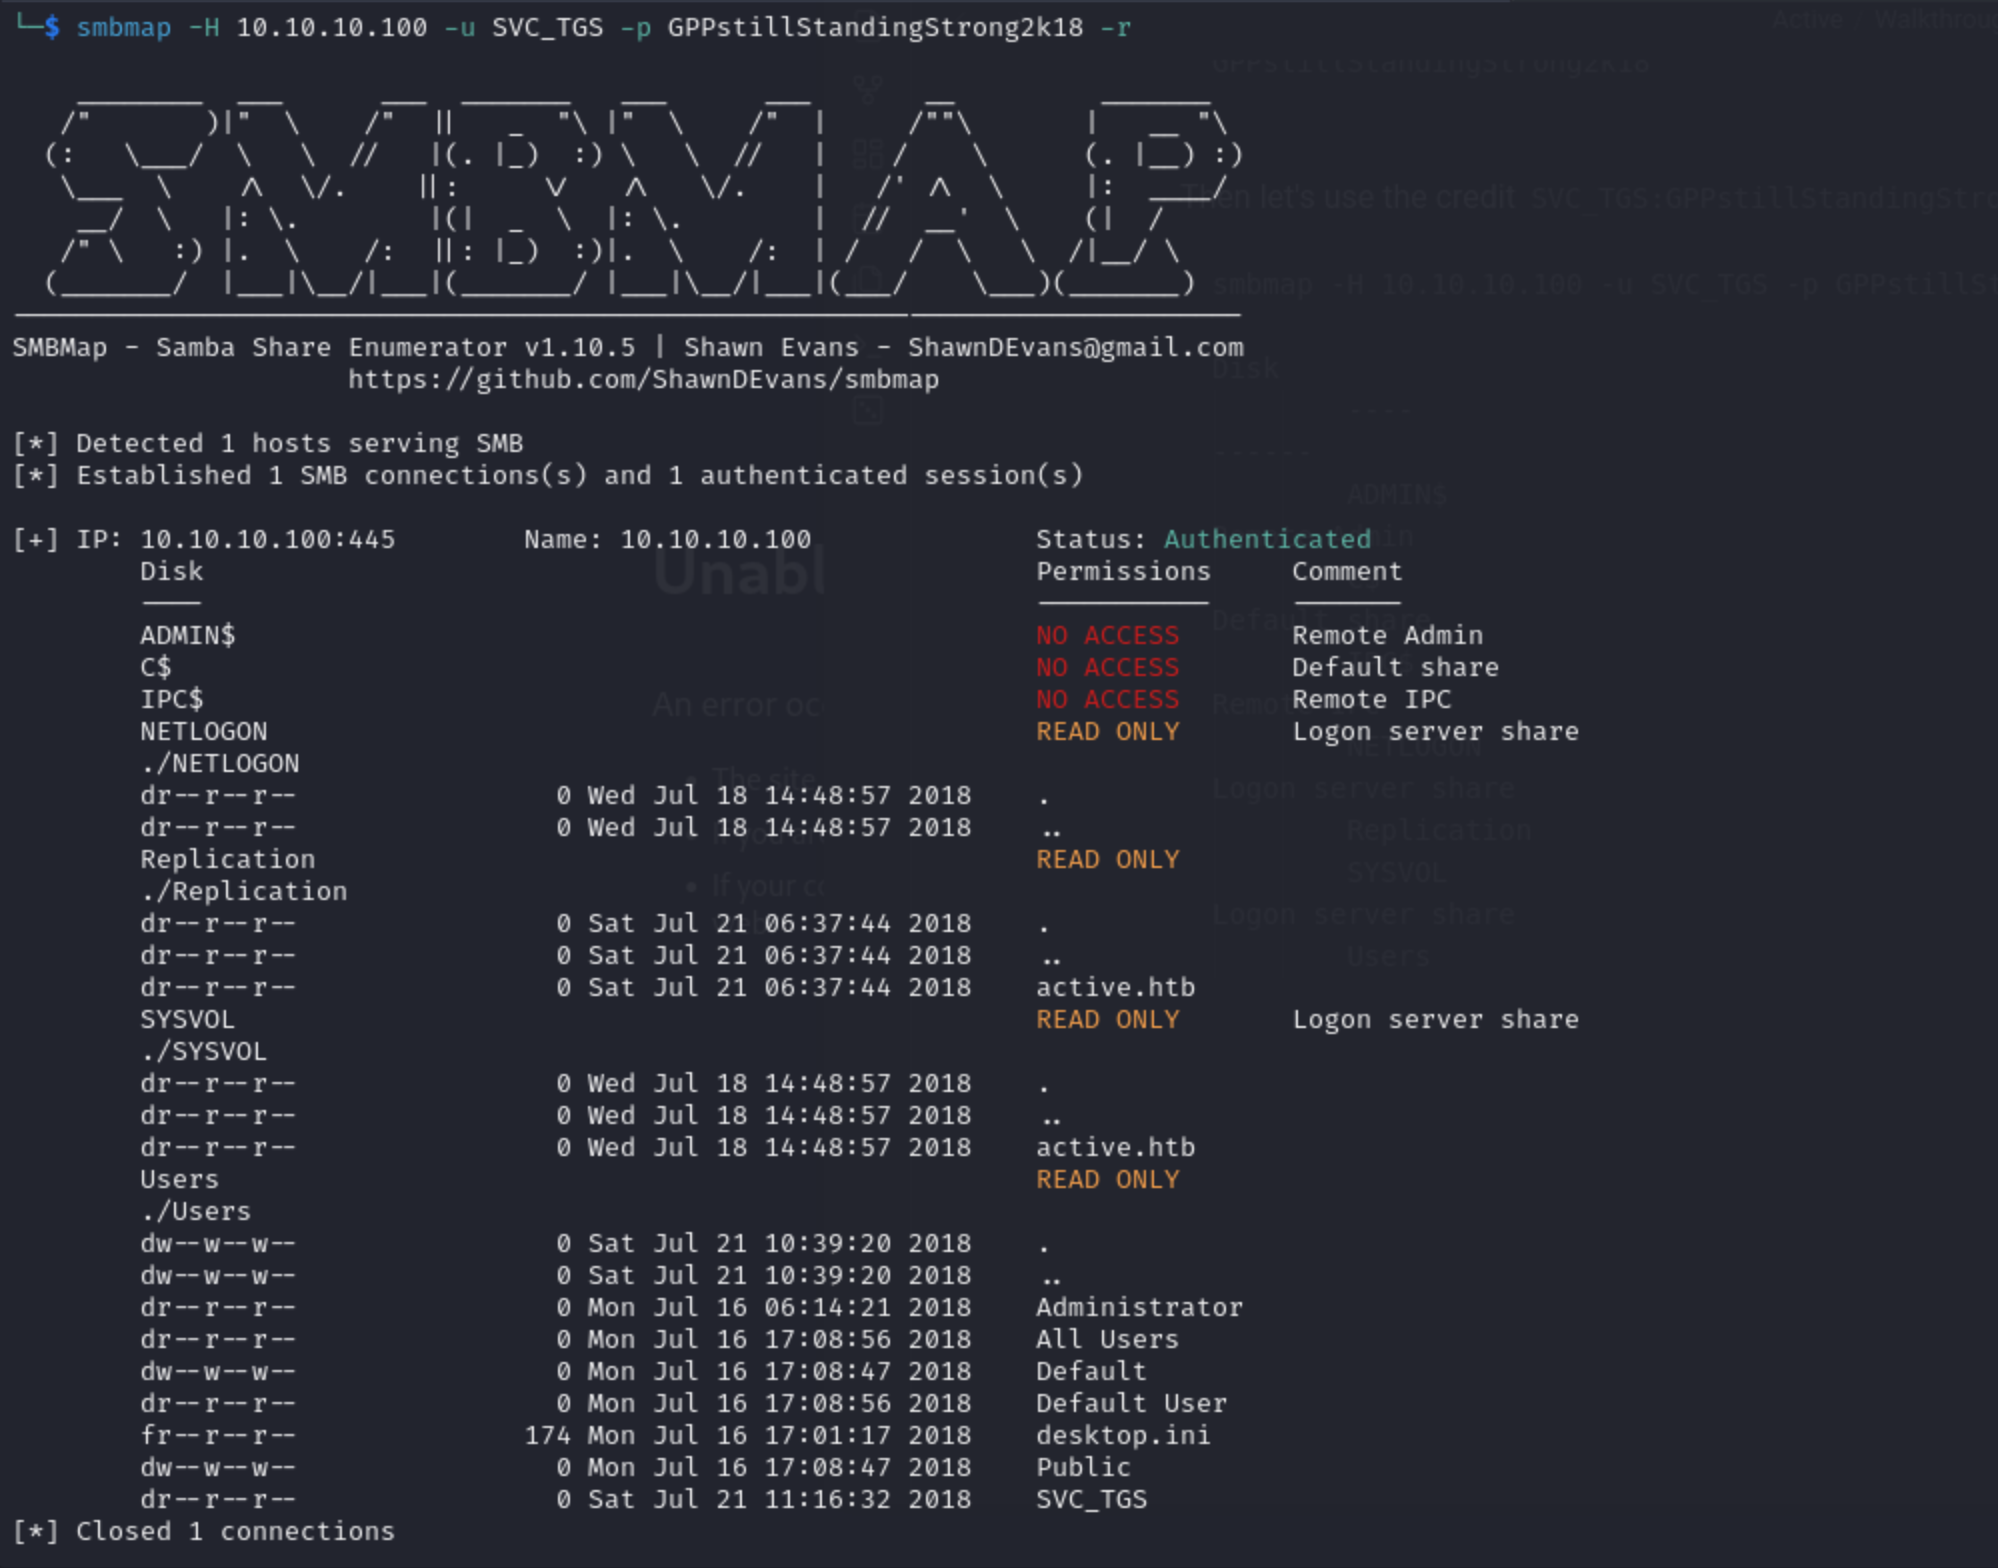 └─$ smbmap -H 10.10.10.100 -u SVC_TGS -p GPPstillStandingStrong2k18 -r
SMBMAP
SMBMap - Samba Share Enumerator v1.10.5 | Shawn Evans - ShawnDEvans@gmail.com
https://github.com/ShawnDEvans/smbmap
[*] Detected 1 hosts serving SMB
[*] Established 1 SMB connections(s) and 1 authenticated session(s)
[+] IP: 10.10.10.100:445 Name: 10.10.10.100 Status: Authenticated
Disk Permissions Comment
---- ----------- -------
ADMIN$ NO ACCESS Remote Admin
C$ NO ACCESS Default share
IPC$ NO ACCESS Remote IPC
NETLOGON READ ONLY Logon server share
./NETLOGON
dr--r--r-- 0 Wed Jul 18 14:48:57 2018 .
dr--r--r-- 0 Wed Jul 18 14:48:57 2018 ..
Replication READ ONLY
./Replication
dr--r--r-- 0 Sat Jul 21 06:37:44 2018 .
dr--r--r-- 0 Sat Jul 21 06:37:44 2018 ..
dr--r--r-- 0 Sat Jul 21 06:37:44 2018 active.htb
SYSVOL READ ONLY Logon server share
./SYSVOL
dr--r--r-- 0 Wed Jul 18 14:48:57 2018 .
dr--r--r-- 0 Wed Jul 18 14:48:57 2018 ..
dr--r--r-- 0 Wed Jul 18 14:48:57 2018 active.htb
Users READ ONLY
./Users
dw--w--w-- 0 Sat Jul 21 10:39:20 2018 .
dw--w--w-- 0 Sat Jul 21 10:39:20 2018 ..
dr--r--r-- 0 Mon Jul 16 06:14:21 2018 Administrator
dr--r--r-- 0 Mon Jul 16 17:08:56 2018 All Users
dw--w--w-- 0 Mon Jul 16 17:08:47 2018 Default
dr--r--r-- 0 Mon Jul 16 17:08:56 2018 Default User
fr--r--r-- 174 Mon Jul 16 17:01:17 2018 desktop.ini
dw--w--w-- 0 Mon Jul 16 17:08:47 2018 Public
dr--r--r-- 0 Sat Jul 21 11:16:32 2018 SVC_TGS
[*] Closed 1 connections